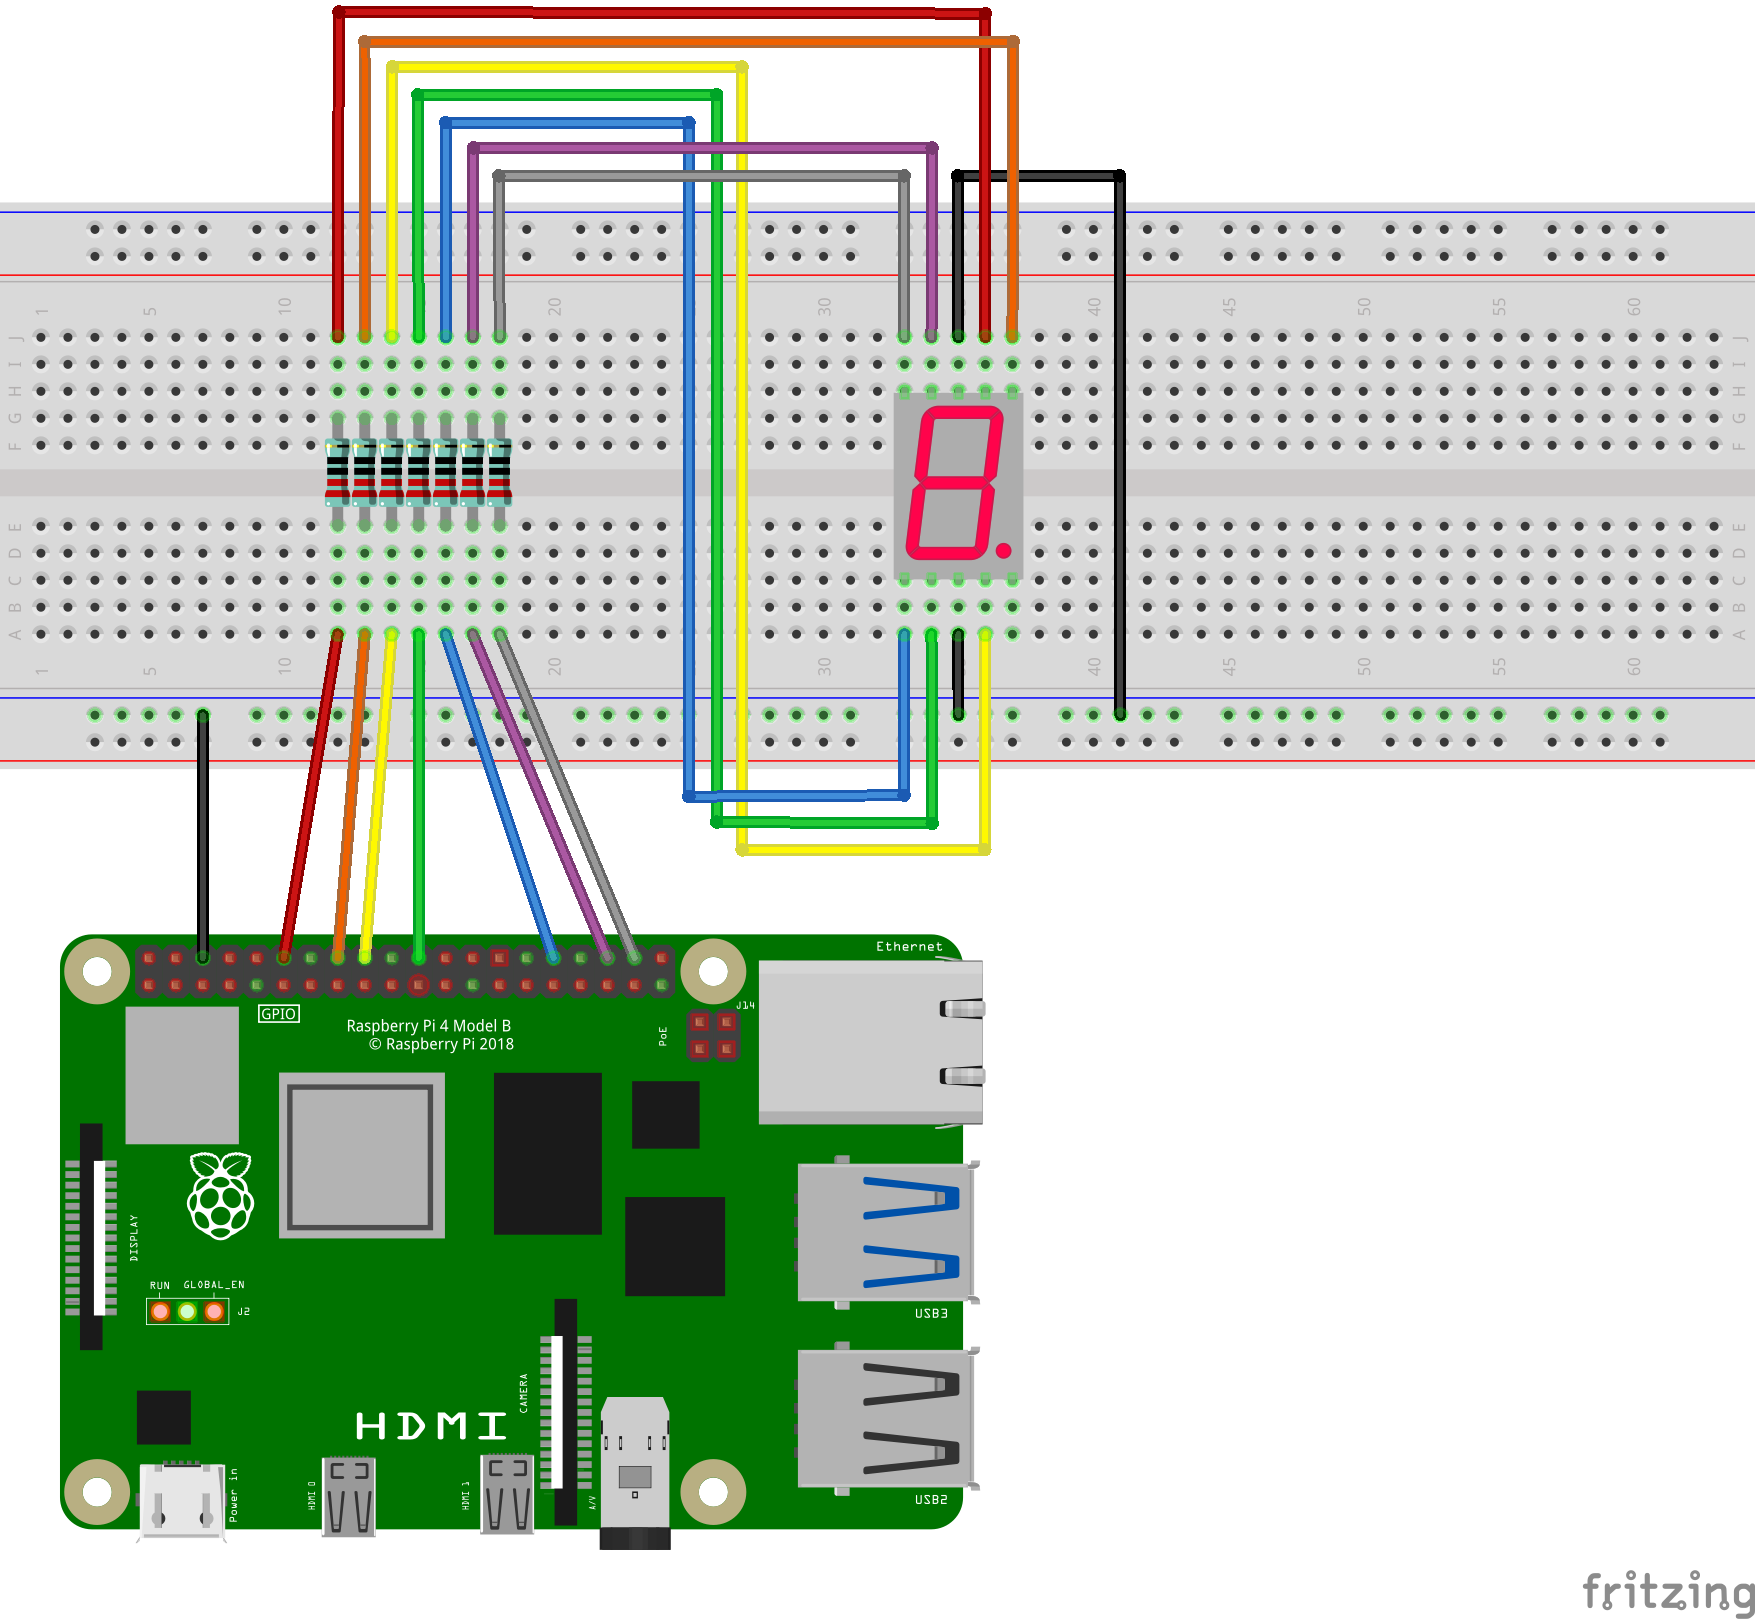 1 5 10 20 30 40 45 50 55 60
J J
I I
H H
G G
F F
E E
D D
C C
B B
A A
1 5 10 20 30 40 45 50 55 60
Ethernet
J14
GPIO
PoE
Raspberry Pi 4 Model B
© Raspberry Pi 2018
DISPLAY
RUN GLOBAL_EN
J2
USB3
CAMERA
HDMI
Power in
HDMI 0
HDMI 1
A/V
USB2
fritzing